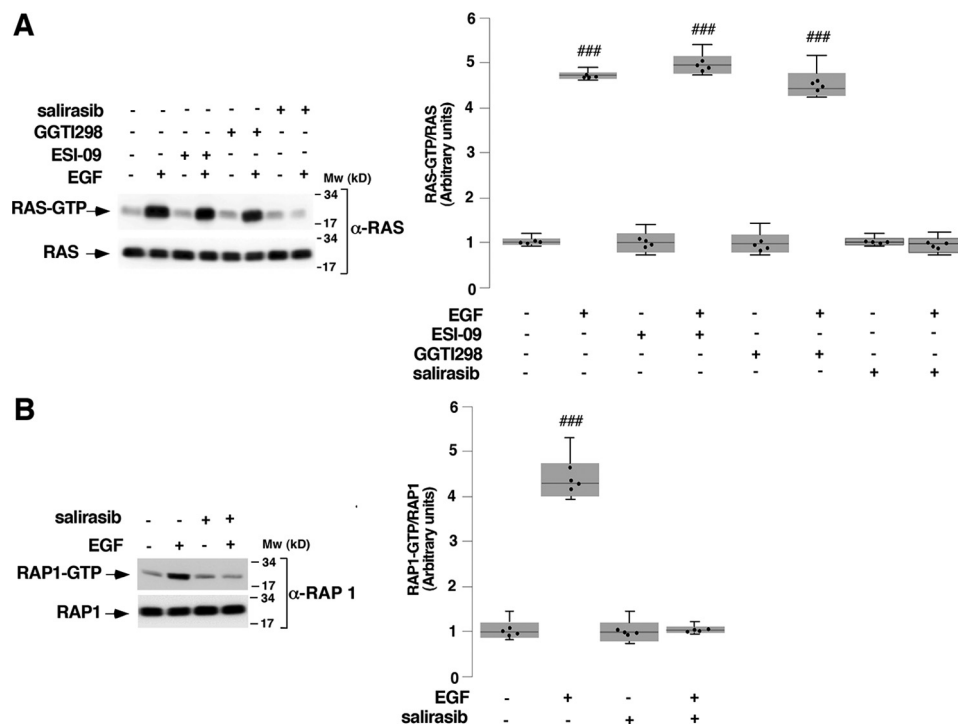 A
salirasib - - - - - - + +
GGTI298 - - - - + + - -
ESI-09 - - + + - - - -
EGF - + - + - + - +
Mw (kD)
RAS-GTP
34
17
α-RAS
RAS
34
17
RAS-GTP/RAS
(Arbitrary units)
6
5
4
3
2
1
0
###
###
###
EGF - + - + - + - +
ESI-09 - - + + - - - -
GGTI298 - - - - + + - -
salirasib - - - - - - + +
B
salirasib - - + +
EGF - + - +
Mw (kD)
RAP1-GTP
34
17
α-RAP 1
RAP1
34
17
RAP1-GTP/RAP1
(Arbitrary units)
6
5
4
3
2
1
0
###
EGF - + - +
salirasib - - + +